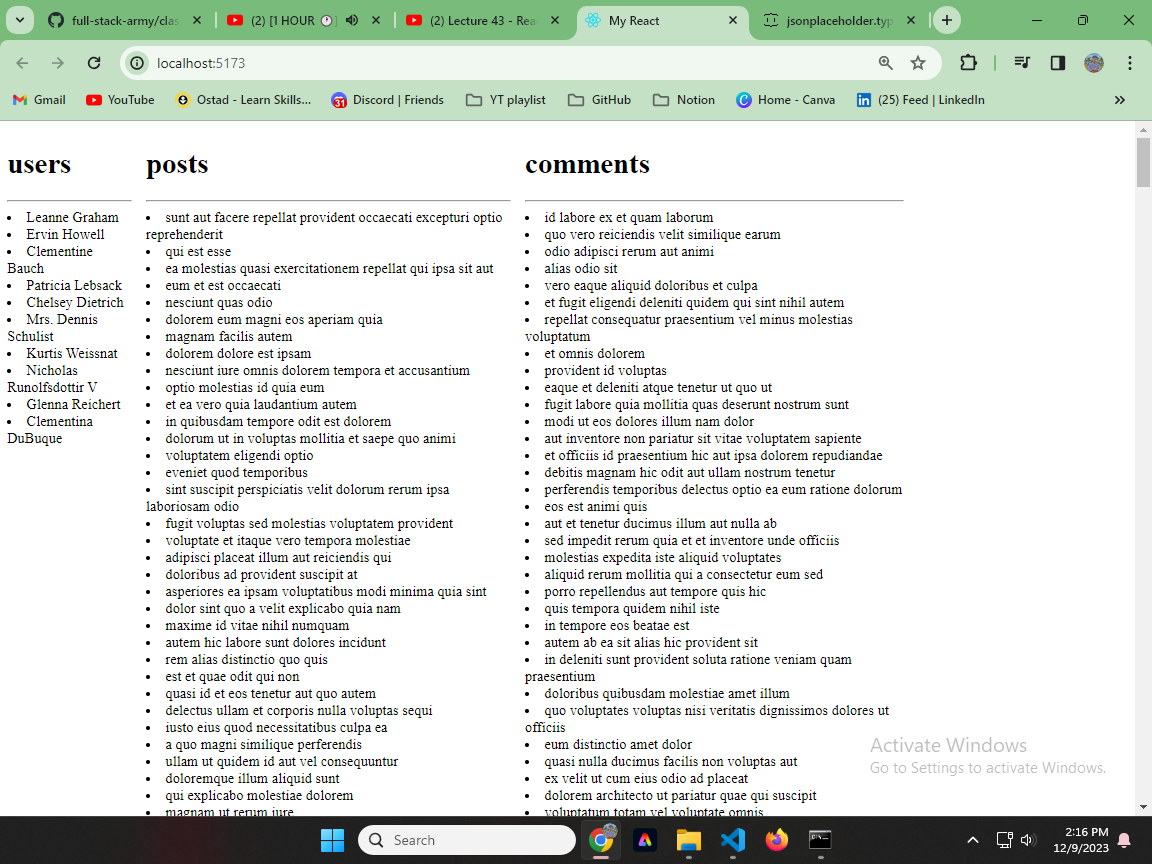 full-stack-army/clas
(2) [1 HOUR
(2) Lecture 43 - Rea
My React
jsonplaceholder.typ
localhost:5173
Gmail
YouTube
Ostad - Learn Skills...
31
Discord | Friends
YT playlist
GitHub
Notion
Home - Canva
(25) Feed | LinkedIn
users
Leanne Graham
Ervin Howell
Clementine
Bauch
Patricia Lebsack
Chelsey Dietrich
Mrs. Dennis
Schulist
Kurtis Weissnat
Nicholas
Runolfsdottir V
Glenna Reichert
Clementina
DuBuque
posts
sunt aut facere repellat provident occaecati excepturi optio
reprehenderit
qui est esse
ea molestias quasi exercitationem repellat qui ipsa sit aut
eum et est occaecati
nesciunt quas odio
dolorem eum magni eos aperiam quia
magnam facilis autem
dolorem dolore est ipsam
nesciunt iure omnis dolorem tempora et accusantium
optio molestias id quia eum
et ea vero quia laudantium autem
in quibusdam tempore odit est dolorem
dolorum ut in voluptas mollitia et saepe quo animi
voluptatem eligendi optio
eveniet quod temporibus
sint suscipit perspiciatis velit dolorum rerum ipsa
laboriosam odio
fugit voluptas sed molestias voluptatem provident
voluptate et itaque vero tempora molestiae
adipisci placeat illum aut reiciendis qui
doloribus ad provident suscipit at
asperiores ea ipsam voluptatibus modi minima quia sint
dolor sint quo a velit explicabo quia nam
maxime id vitae nihil numquam
autem hic labore sunt dolores incidunt
rem alias distinctio quo quis
est et quae odit qui non
quasi id et eos tenetur aut quo autem
delectus ullam et corporis nulla voluptas sequi
iusto eius quod necessitatibus culpa ea
a quo magni similique perferendis
ullam ut quidem id aut vel consequuntur
doloremque illum aliquid sunt
qui explicabo molestiae dolorem
magnam ut rerum iure
comments
id labore ex et quam laborum
quo vero reiciendis velit similique earum
odio adipisci rerum aut animi
alias odio sit
vero eaque aliquid doloribus et culpa
et fugit eligendi deleniti quidem qui sint nihil autem
repellat consequatur praesentium vel minus molestias
voluptatum
et omnis dolorem
provident id voluptas
eaque et deleniti atque tenetur ut quo ut
fugit labore quia mollitia quas deserunt nostrum sunt
modi ut eos dolores illum nam dolor
aut inventore non pariatur sit vitae voluptatem sapiente
et officiis id praesentium hic aut ipsa dolorem repudiandae
debitis magnam hic odit aut ullam nostrum tenetur
perferendis temporibus delectus optio ea eum ratione dolorum
eos est animi quis
aut et tenetur ducimus illum aut nulla ab
sed impedit rerum quia et et inventore unde officiis
molestias expedita iste aliquid voluptates
aliquid rerum mollitia qui a consectetur eum sed
porro repellendus aut tempore quis hic
quis tempora quidem nihil iste
in tempore eos beatae est
autem ab ea sit alias hic provident sit
in deleniti sunt provident soluta ratione veniam quam
praesentium
doloribus quibusdam molestiae amet illum
quo voluptates voluptas nisi veritatis dignissimos dolores ut
officiis
eum distinctio amet dolor
quasi nulla ducimus facilis non voluptas aut
ex velit ut cum eius odio ad placeat
dolorem architecto ut pariatur quae qui suscipit
voluptatum totam vel voluptate omnis
Activate Windows
Go to Settings to activate Windows.
Search
2:16 PM
12/9/2023